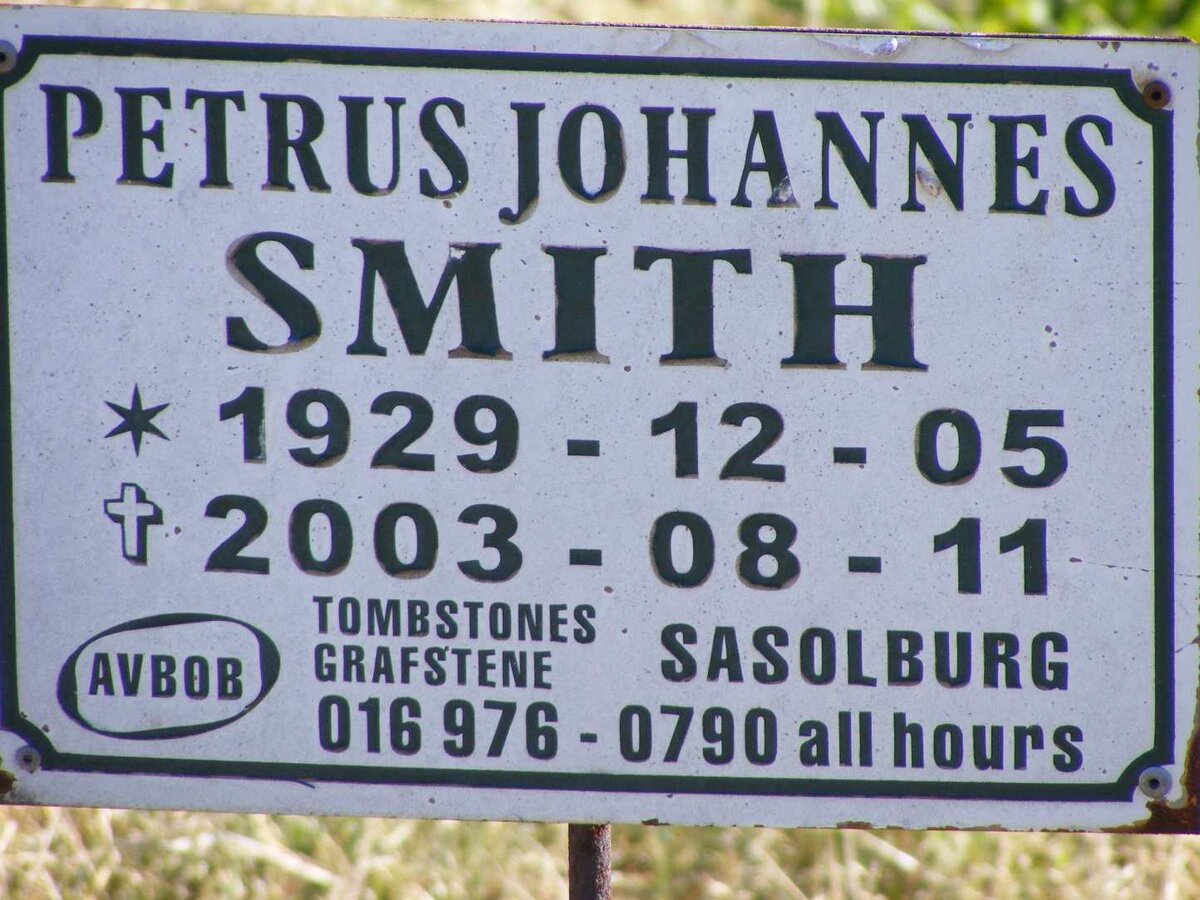 PETRUS JOHANNES
SMITH
1929 - 12 - 05
2003 - 08 - 11
AVBOB
TOMBSTONES
GRAFSTENE
SASOLBURG
016 976 - 0790 all hours